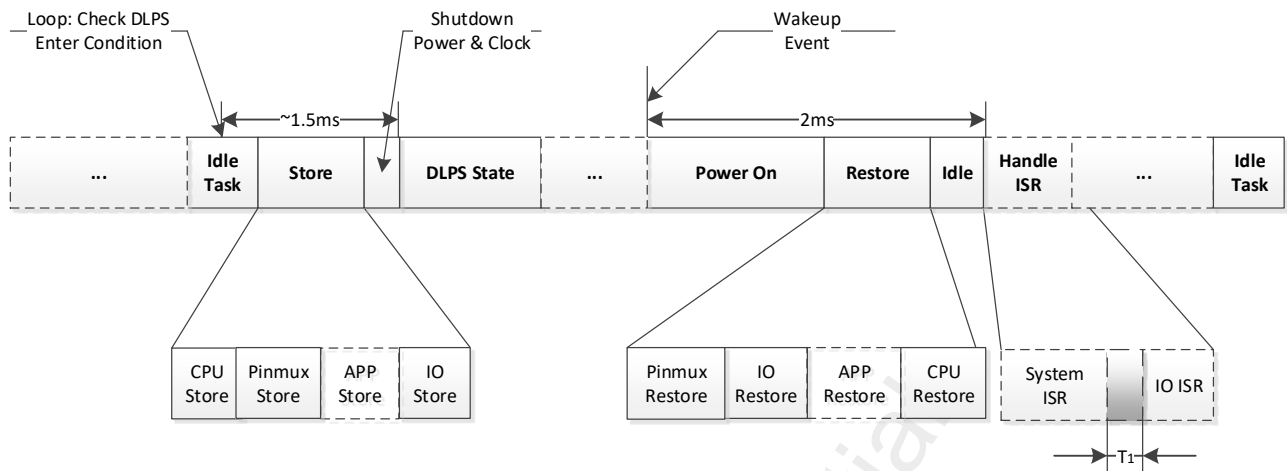 Loop: Check DLPS
Enter Condition
Shutdown
Power & Clock
Wakeup
Event
~1.5ms
2ms
...
Idle
Task
Store
DLPS State
...
Power On
Restore
Idle
Handle
ISR
...
Idle
Task
CPU
Store
Pinmux
Store
APP
Store
IO
Store
Pinmux
Restore
IO
Restore
APP
Restore
CPU
Restore
System
ISR
IO ISR
T1